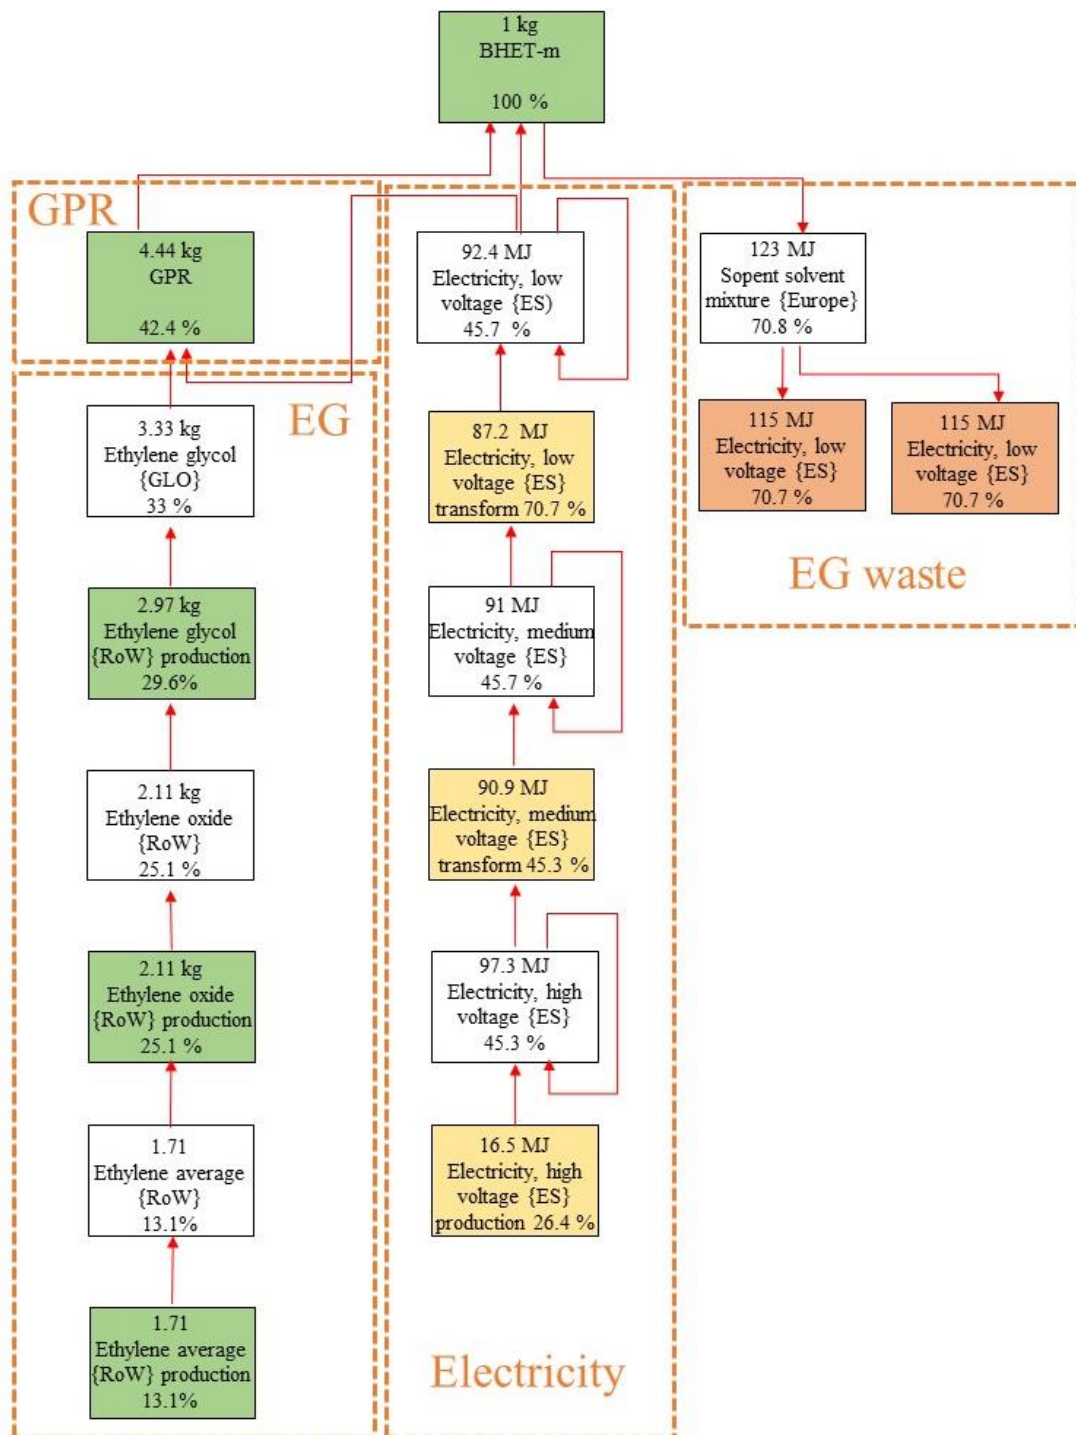 1 kg
BHET-m
100 %
GPR
4.44 kg
GPR
42.4 %
EG
3.33 kg
Ethylene glycol
{GLO}
33 %
2.97 kg
Ethylene glycol
{RoW} production
29.6%
2.11 kg
Ethylene oxide
{RoW}
25.1 %
2.11 kg
Ethylene oxide
{RoW} production
25.1 %
1.71
Ethylene average
{RoW}
13.1%
1.71
Ethylene average
{RoW} production
13.1%
92.4 MJ
Electricity, low
voltage {ES)
45.7 %
87.2 MJ
Electricity, low
voltage {ES}
transform 70.7 %
91 MJ
Electricity, medium
voltage {ES}
45.7 %
90.9 MJ
Electricity, medium
voltage {ES}
transform 45.3 %
97.3 MJ
Electricity, high
voltage {ES}
45.3 %
16.5 MJ
Electricity, high
voltage {ES}
production 26.4 %
Electricity
123 MJ
Sopent solvent
mixture {Europe}
70.8 %
115 MJ
Electricity, low
voltage {ES}
70.7 %
115 MJ
Electricity, low
voltage {ES}
70.7 %
EG waste